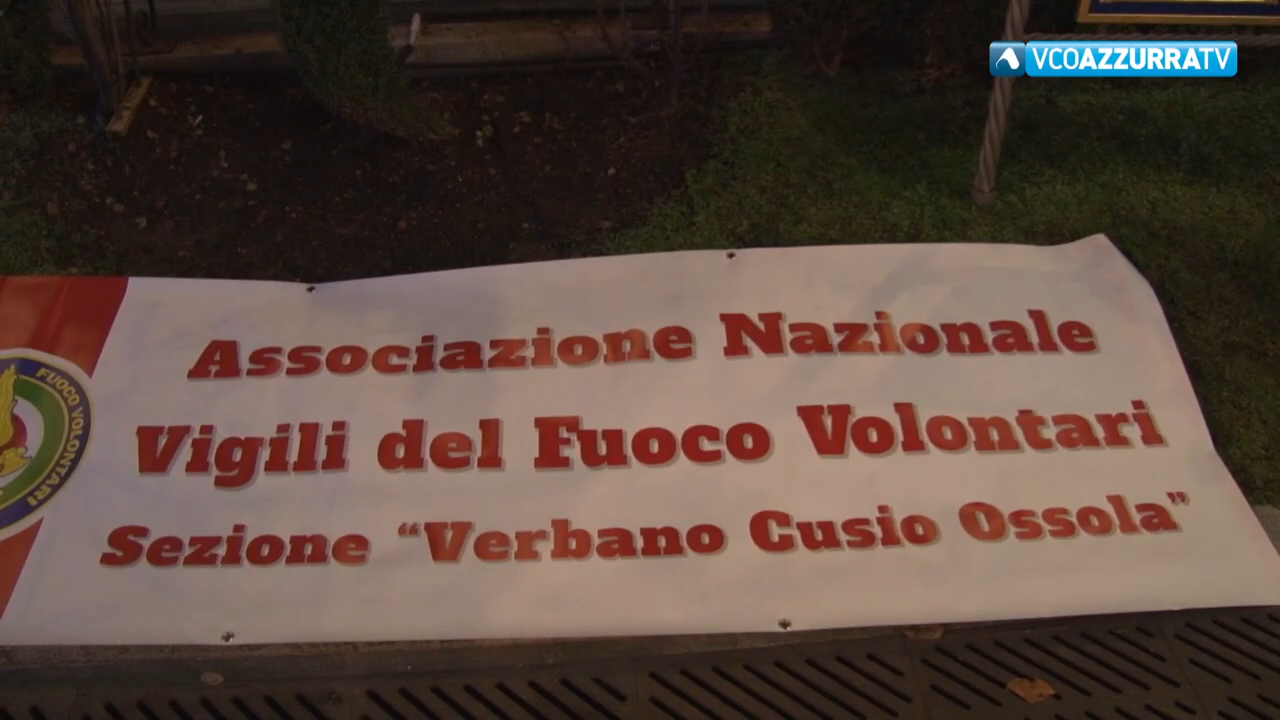 VCOAZZURRATV
Associazione Nazionale
Vigili del Fuoco Volontari
Sezione “Verbano Cusio Ossola”
FUOCO VOLONTARI